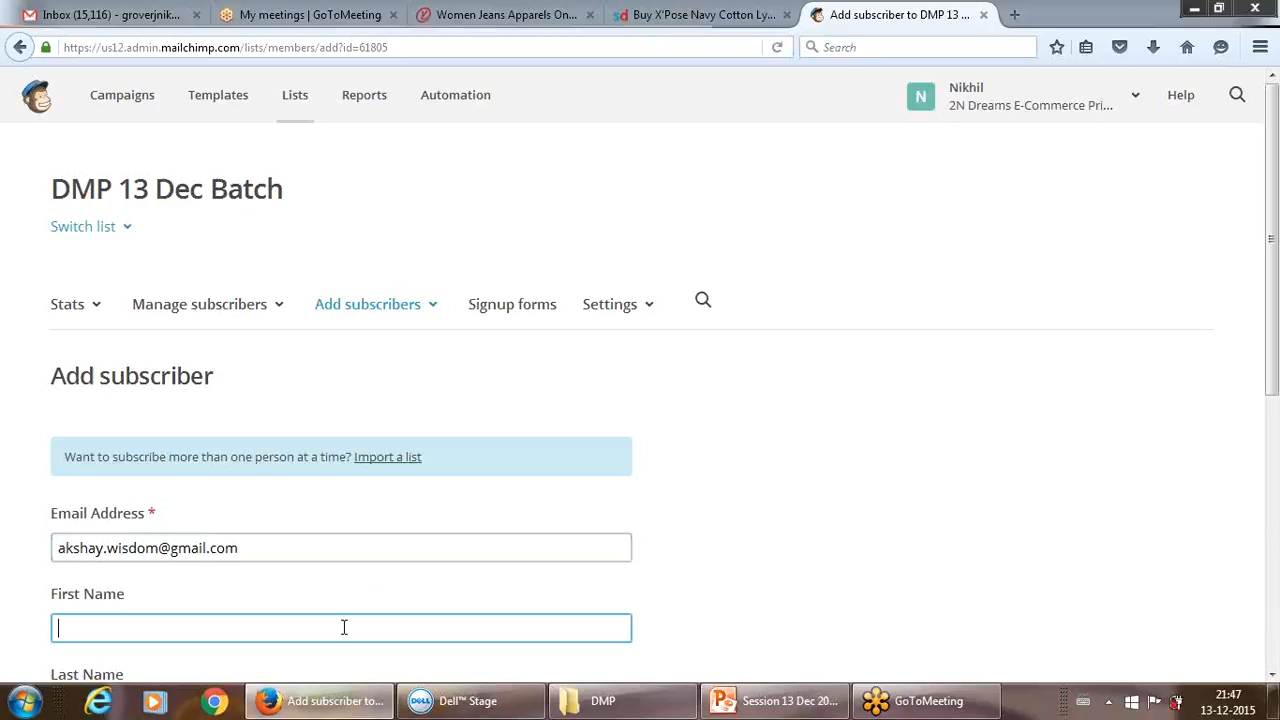 Inbox (15,116) - groverjnik...
My meetings | GoToMeeting
Women Jeans Apparels On...
sd Buy X'Pose Navy Cotton Ly...
Add subscriber to DMP 13 ...
https://us12.admin.mailchimp.com/lists/members/add?id=61805
Search
Campaigns Templates Lists Reports Automation
N Nikhil
2N Dreams E-Commerce Pri...
Help
DMP 13 Dec Batch
Switch list
Stats Manage subscribers Add subscribers Signup forms Settings
Add subscriber
Want to subscribe more than one person at a time? Import a list
Email Address *
akshay.wisdom@gmail.com
First Name
Last Name
Add subscriber to...
DELL Dell™ Stage
DMP
Session 13 Dec 20...
GoToMeeting
21:47
13-12-2015